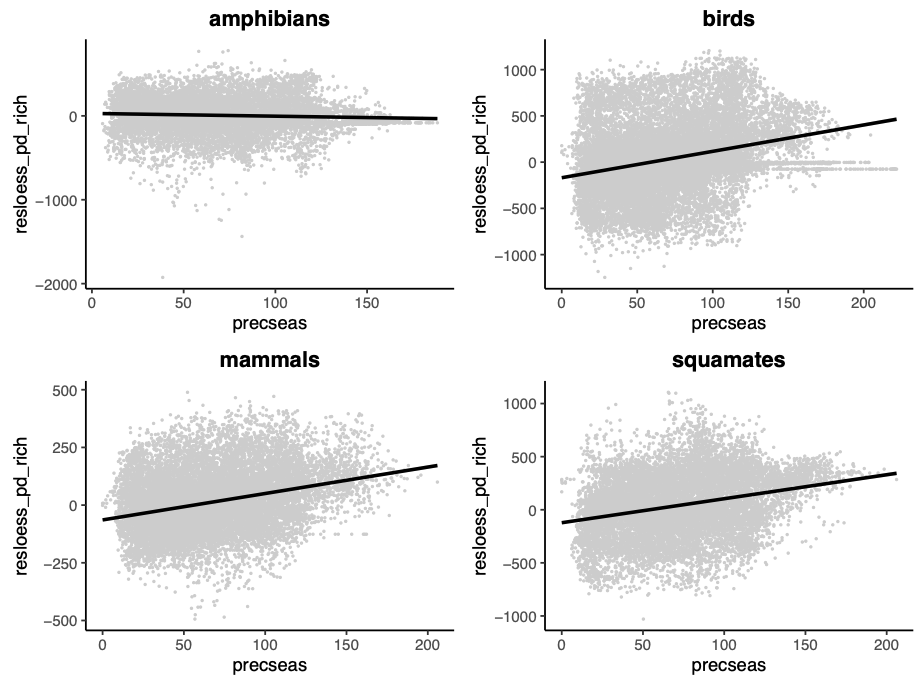 amphibians
resloess_pd_rich
0
−1000
−2000
0 50 100 150
precseas
birds
resloess_pd_rich
1000
500
0
−500
−1000
0 50 100 150 200
precseas
mammals
resloess_pd_rich
500
250
0
−250
−500
0 50 100 150 200
precseas
squamates
resloess_pd_rich
1000
500
0
−500
−1000
0 50 100 150 200
precseas